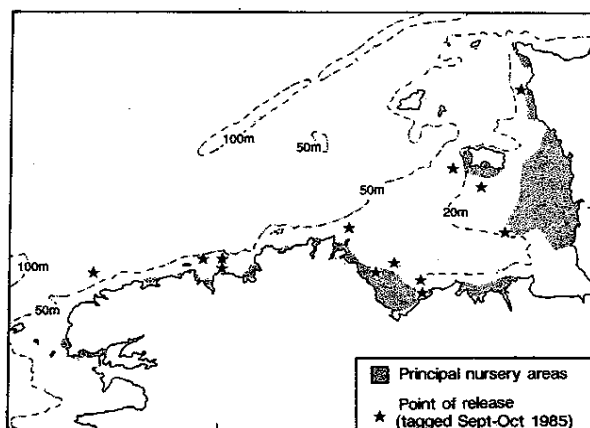 100m
50m
50m
20m
100m
50m
Principal nursery areas
Point of release
(tagged Sept-Oct 1985)